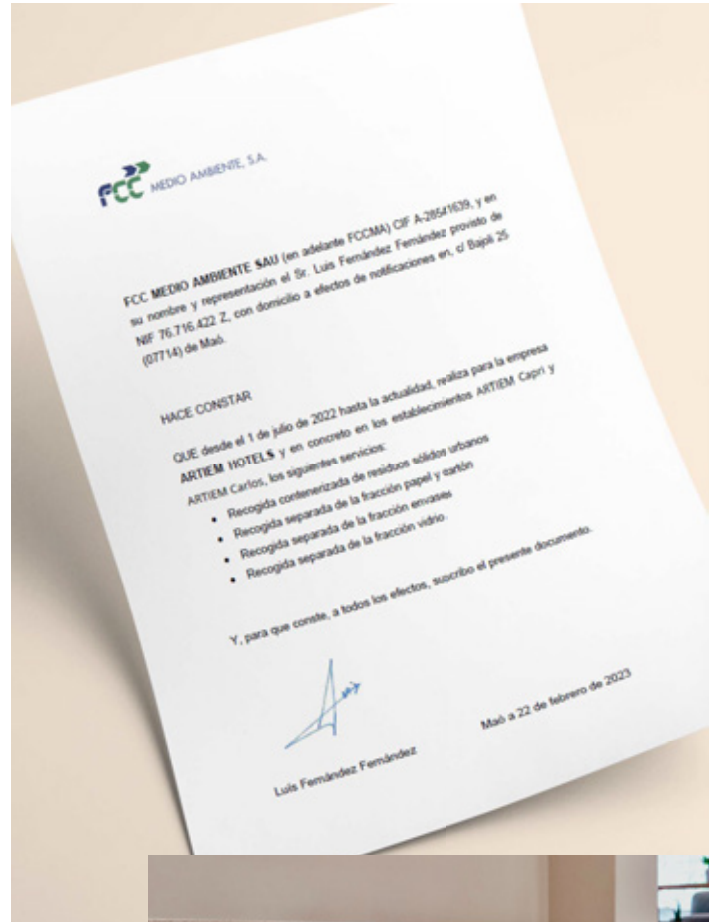 FCC MEDIO AMBIENTE, S.A.
FCC MEDIO AMBIENTE SAU (en adelante FCCMA) CIF A-28541639, y en
su nombre y representación el Sr. Luis Fernández Fernández provisto de
NIF 76.716.422 Z, con domicilio a efectos de notificaciones en, c/ Bajolí 25
(07714) de Maó.
HACE CONSTAR
QUE desde el 1 de julio de 2022 hasta la actualidad, realiza para la empresa
ARTIEM HOTELS y en concreto en los establecimientos ARTIEM Capri y
ARTIEM Carlos, los siguientes servicios:
• Recogida contenerizada de residuos sólidos urbanos
• Recogida separada de la fracción papel y cartón
• Recogida separada de la fracción envases
• Recogida separada de la fracción vidrio.
Y, para que conste, a todos los efectos, suscribo el presente documento.
Maó a 22 de febrero de 2023
Luis Fernández Fernández